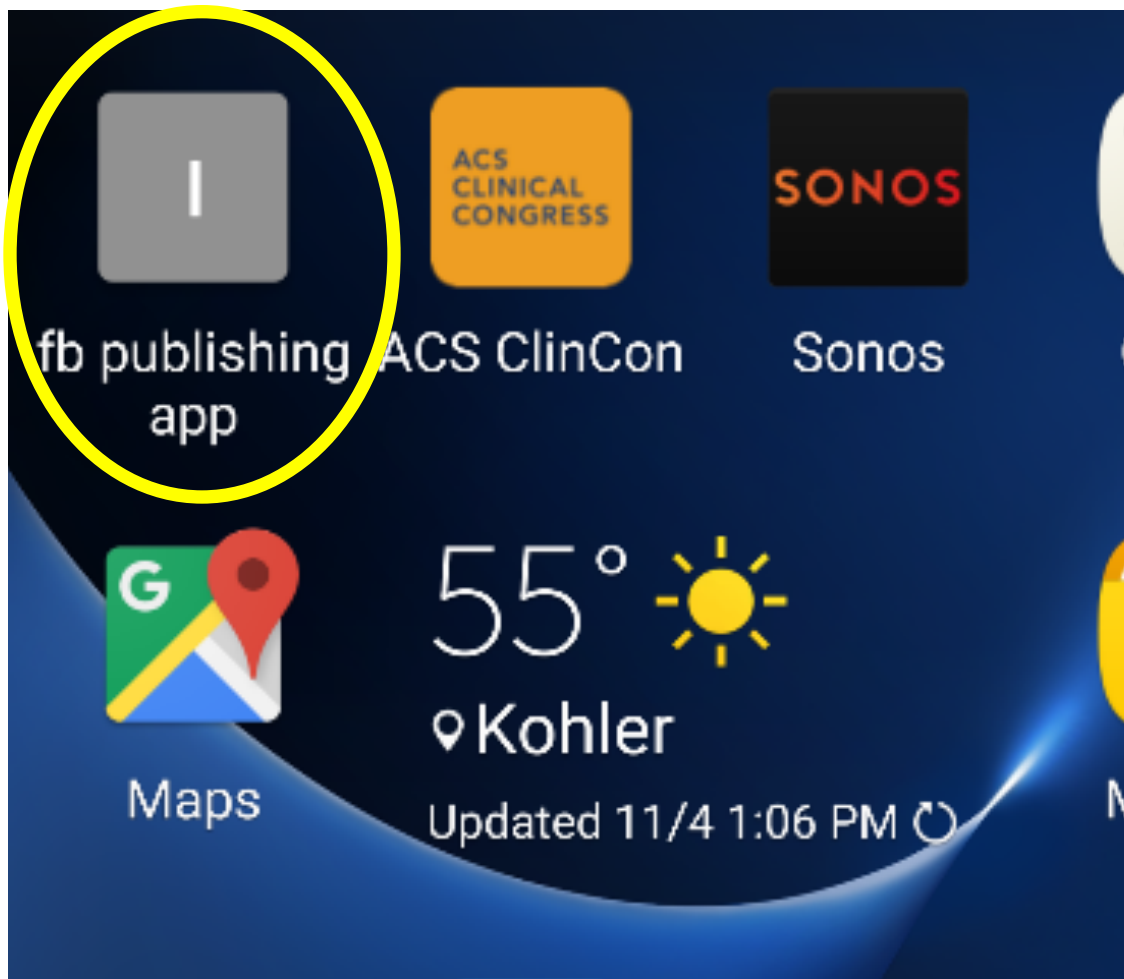 I
ACS
CLINICAL
CONGRESS
SONOS
fb publishing
app
ACS ClinCon
Sonos
G
55°
Kohler
Maps
Updated 11/4 1:06 PM